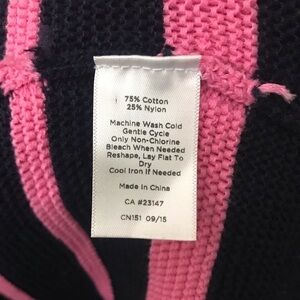 75% Cotton
25% Nylon
Machine Wash Cold
Gentle Cycle
Only Non-Chlorine
Bleach When Needed
Reshape, Lay Flat To
Dry
Cool Iron If Needed
Made In China
CA #23147
CN151 09/15